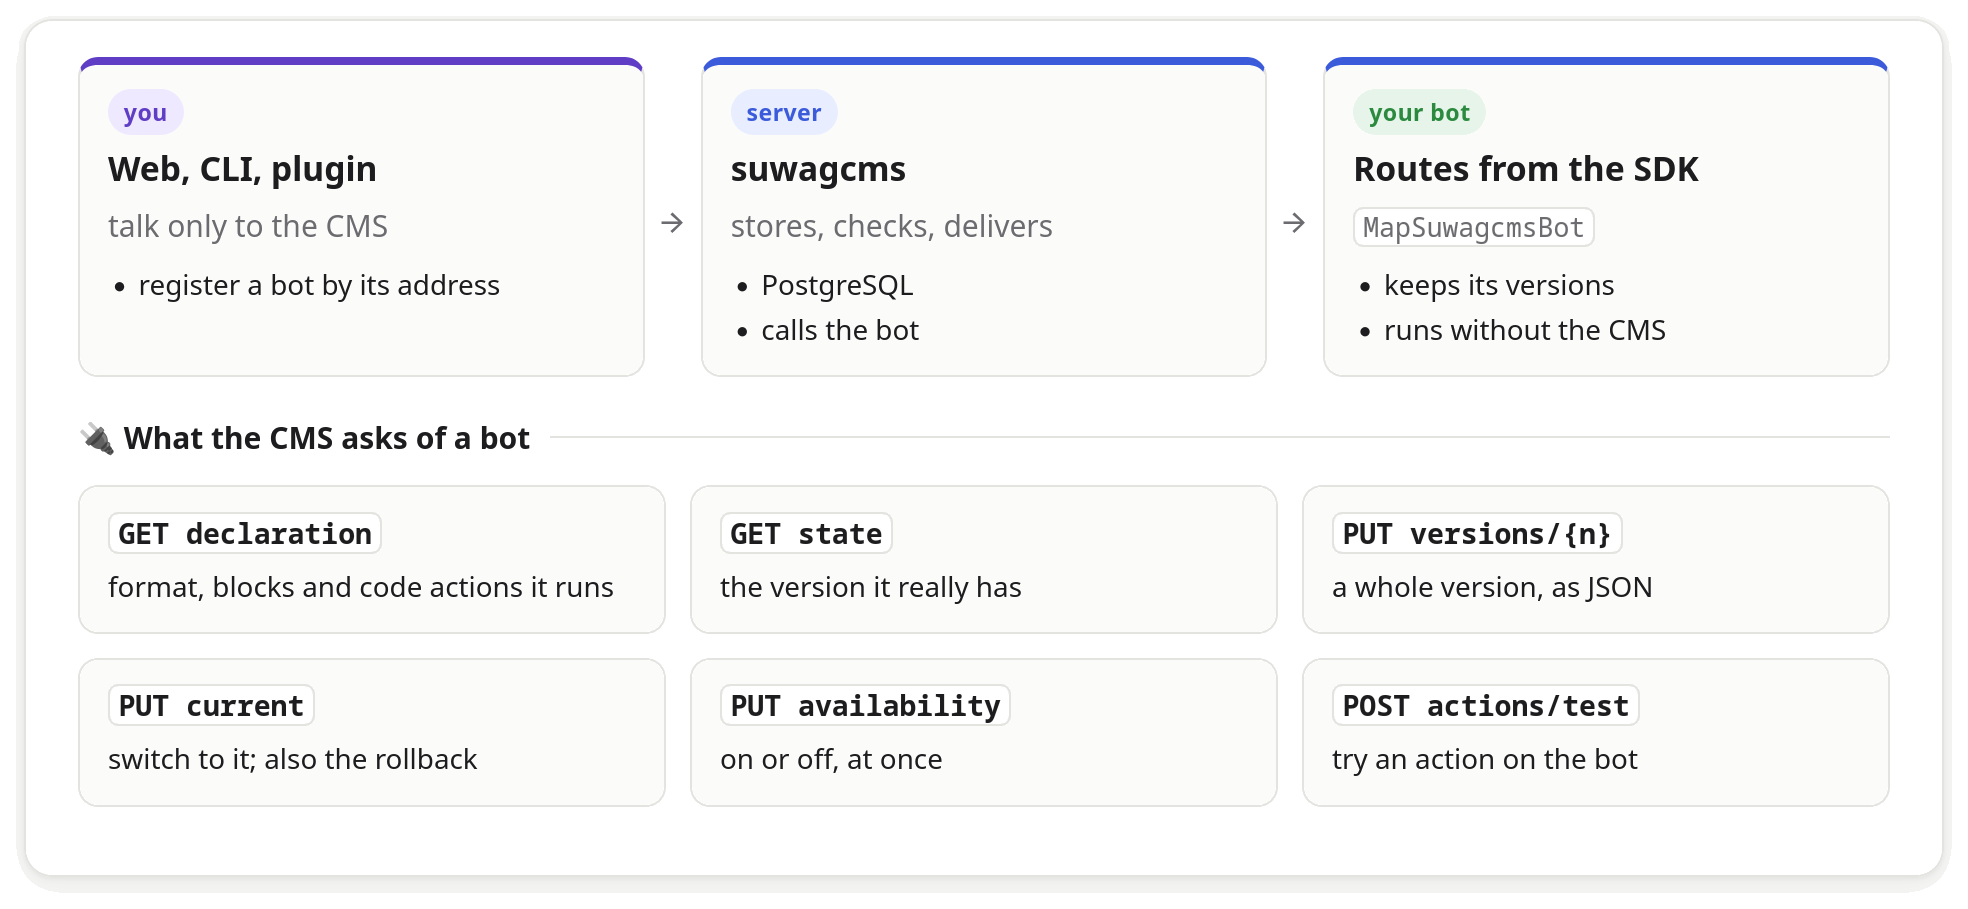 you
Web, CLI, plugin
talk only to the CMS
• register a bot by its address
→
server
suwagcms
stores, checks, delivers
• PostgreSQL
• calls the bot
→
your bot
Routes from the SDK
MapSuwagcmsBot
• keeps its versions
• runs without the CMS
🔌 What the CMS asks of a bot
GET declaration
format, blocks and code actions it runs
GET state
the version it really has
PUT versions/{n}
a whole version, as JSON
PUT current
switch to it; also the rollback
PUT availability
on or off, at once
POST actions/test
try an action on the bot